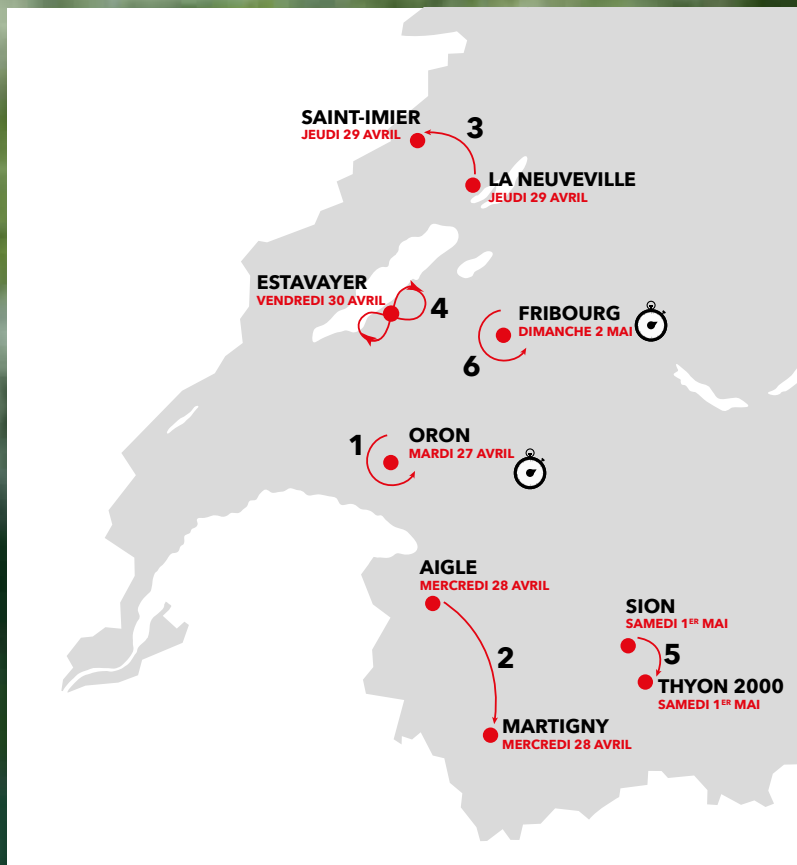 SAINT-IMIER
JEUDI 29 AVRIL
3
LA NEUVEVILLE
JEUDI 29 AVRIL
ESTAVAYER
VENDREDI 30 AVRIL
4
FRIBOURG
DIMANCHE 2 MAI
6
1
ORON
MARDI 27 AVRIL
AIGLE
MERCREDI 28 AVRIL
2
SION
SAMEDI 1ER MAI
5
THYON 2000
SAMEDI 1ER MAI
MARTIGNY
MERCREDI 28 AVRIL